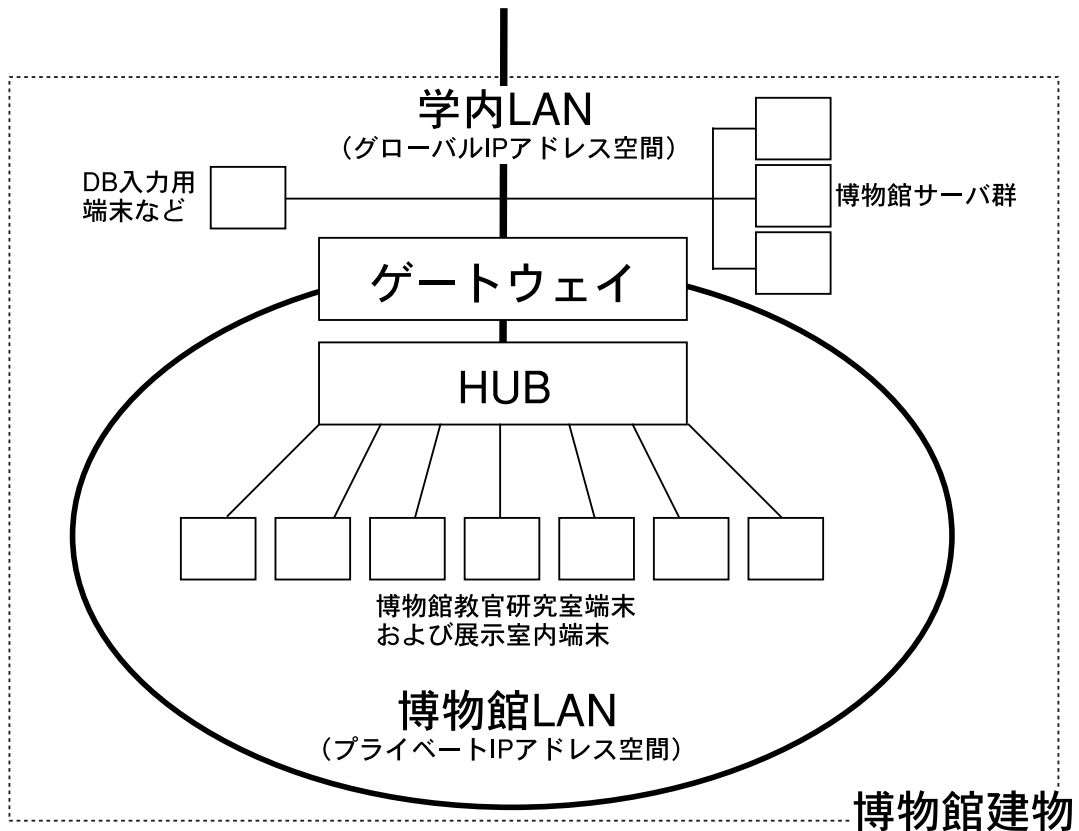 学内LAN
（グローバルIPアドレス空間）
DB入力用
端末など
博物館サーバ群
ゲートウェイ
HUB
博物館教官研究室端末
および展示室内端末
博物館LAN
（プライベートIPアドレス空間）
博物館建物